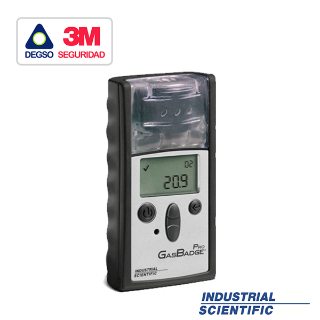 DEGSO
3M
SEGURIDAD
O2
20.9
PRO
GASBADGE
INDUSTRIAL
SCIENTIFIC
INDUSTRIAL
SCIENTIFIC